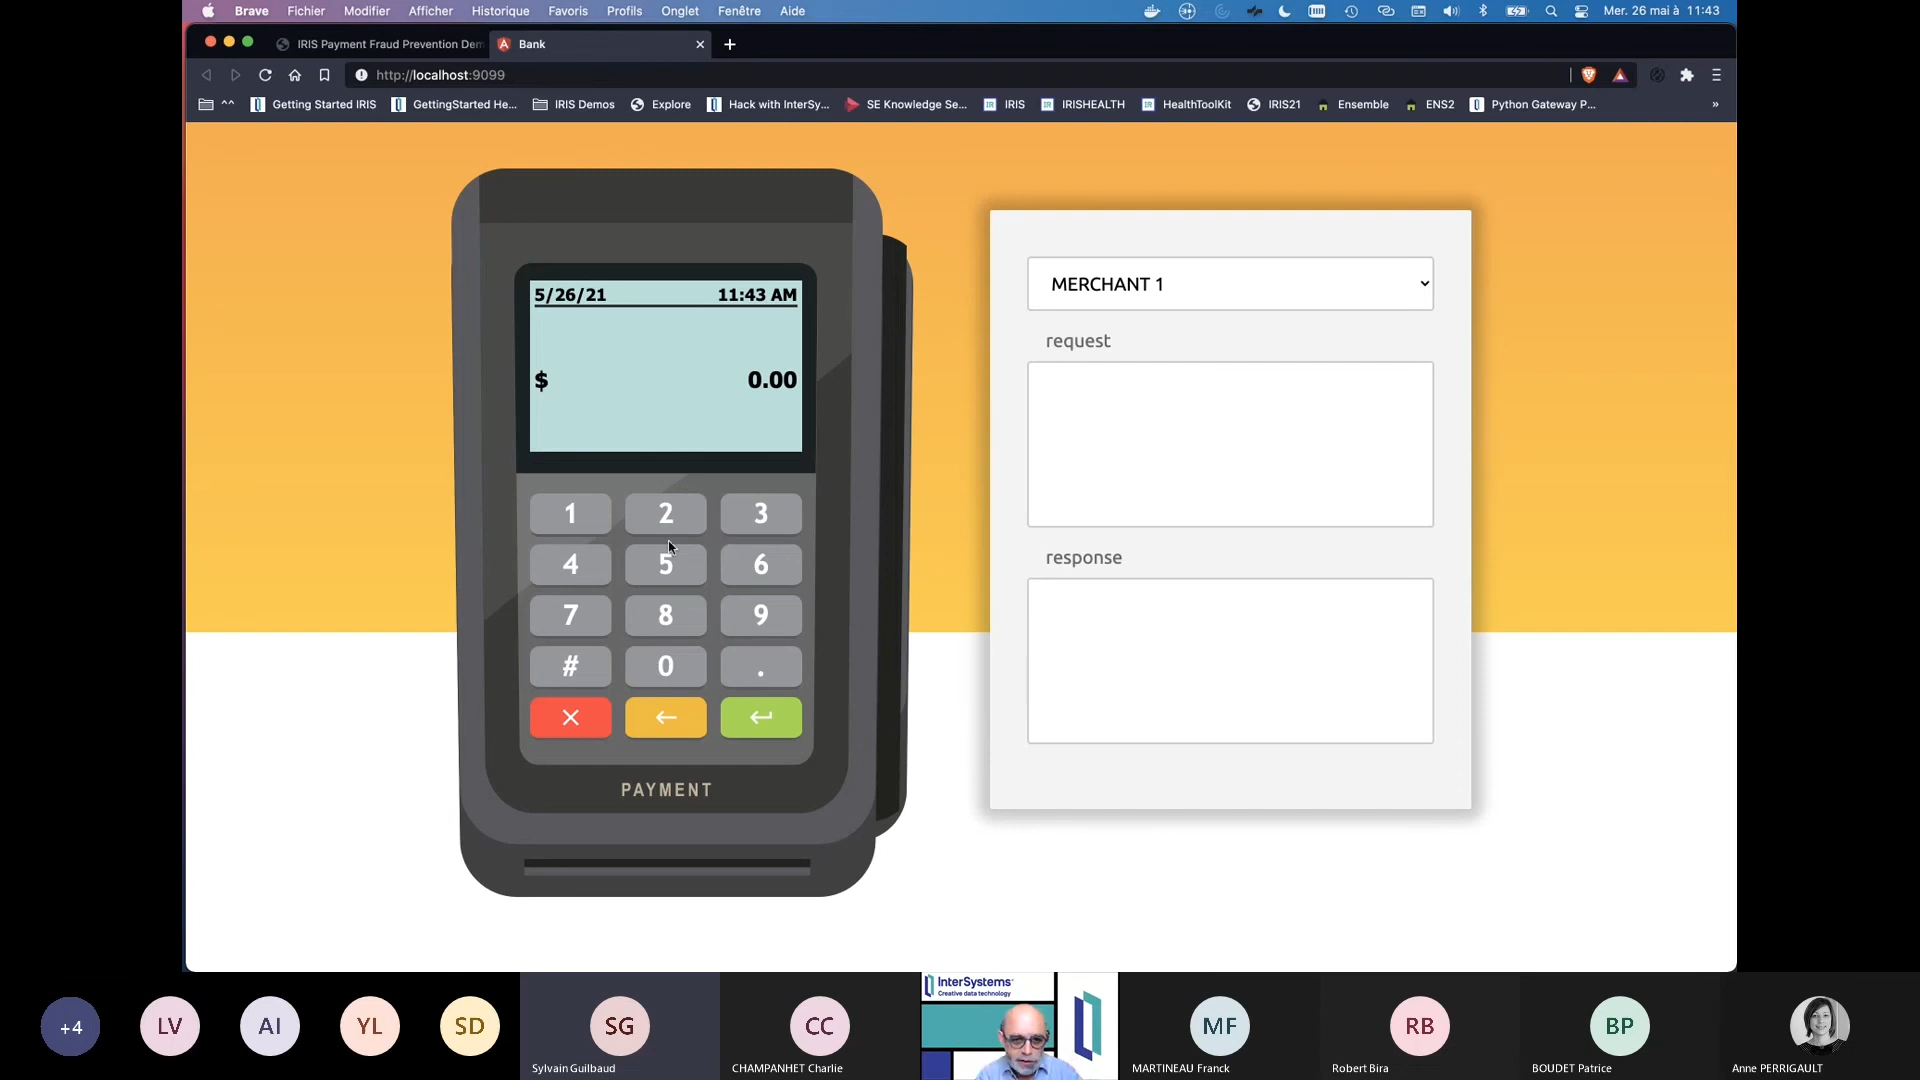 Brave Fichier Modifier Afficher Historique Favoris Profils Onglet Fenêtre Aide Mer. 26 mai à 11:43
IRIS Payment Fraud Prevention Dem Bank
http://localhost:9099
^^ Getting Started IRIS GettingStarted He... IRIS Demos Explore Hack with InterSy... SE Knowledge Se... IRIS IRISHEALTH HealthToolKit IRIS21 Ensemble ENS2 Python Gateway P... »
5/26/21 11:43 AM
$ 0.00
1 2 3
4 5 6
7 8 9
# 0 .
PAYMENT
MERCHANT 1
request
response
+4 LV AI YL SD SG CC MF RB BP
InterSystems
Creative data technology
Sylvain Guilbaud CHAMPANHET Charlie MARTINEAU Franck Robert Bira BOUDET Patrice Anne PERRIGAULT